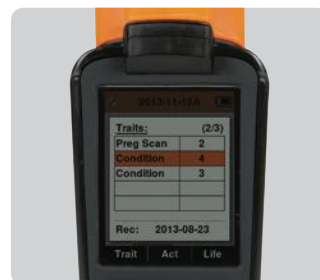 2013-11-12A
Traits: (2/3)
Preg Scan 2
Condition 4
Condition 3
Rec: 2013-08-23
Trait Act Life